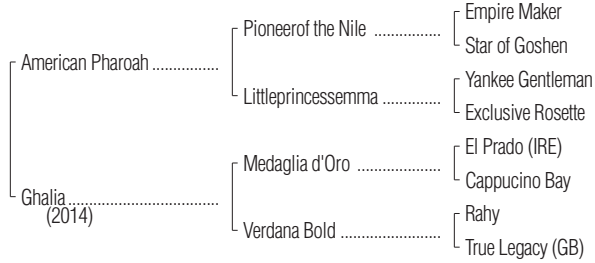 Empire Maker
Pioneerof the Nile ................
Star of Goshen
American Pharoah ................
Yankee Gentleman
Littleprincessemma ..............
Exclusive Rosette
El Prado (IRE)
Medaglia d'Oro ....................
Cappucino Bay
Ghalia ....................................
(2014)
Rahy
Verdana Bold ........................
True Legacy (GB)